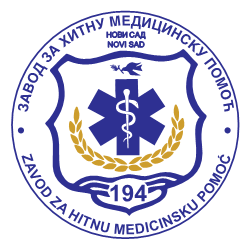 ЗАВОД ЗА ХИТНУ МЕДИЦИНСКУ ПОМОЋ
НОВИ САД
NOVI SAD
194
ZAVOD ZA HITNU MEDICINSKU POMOĆ